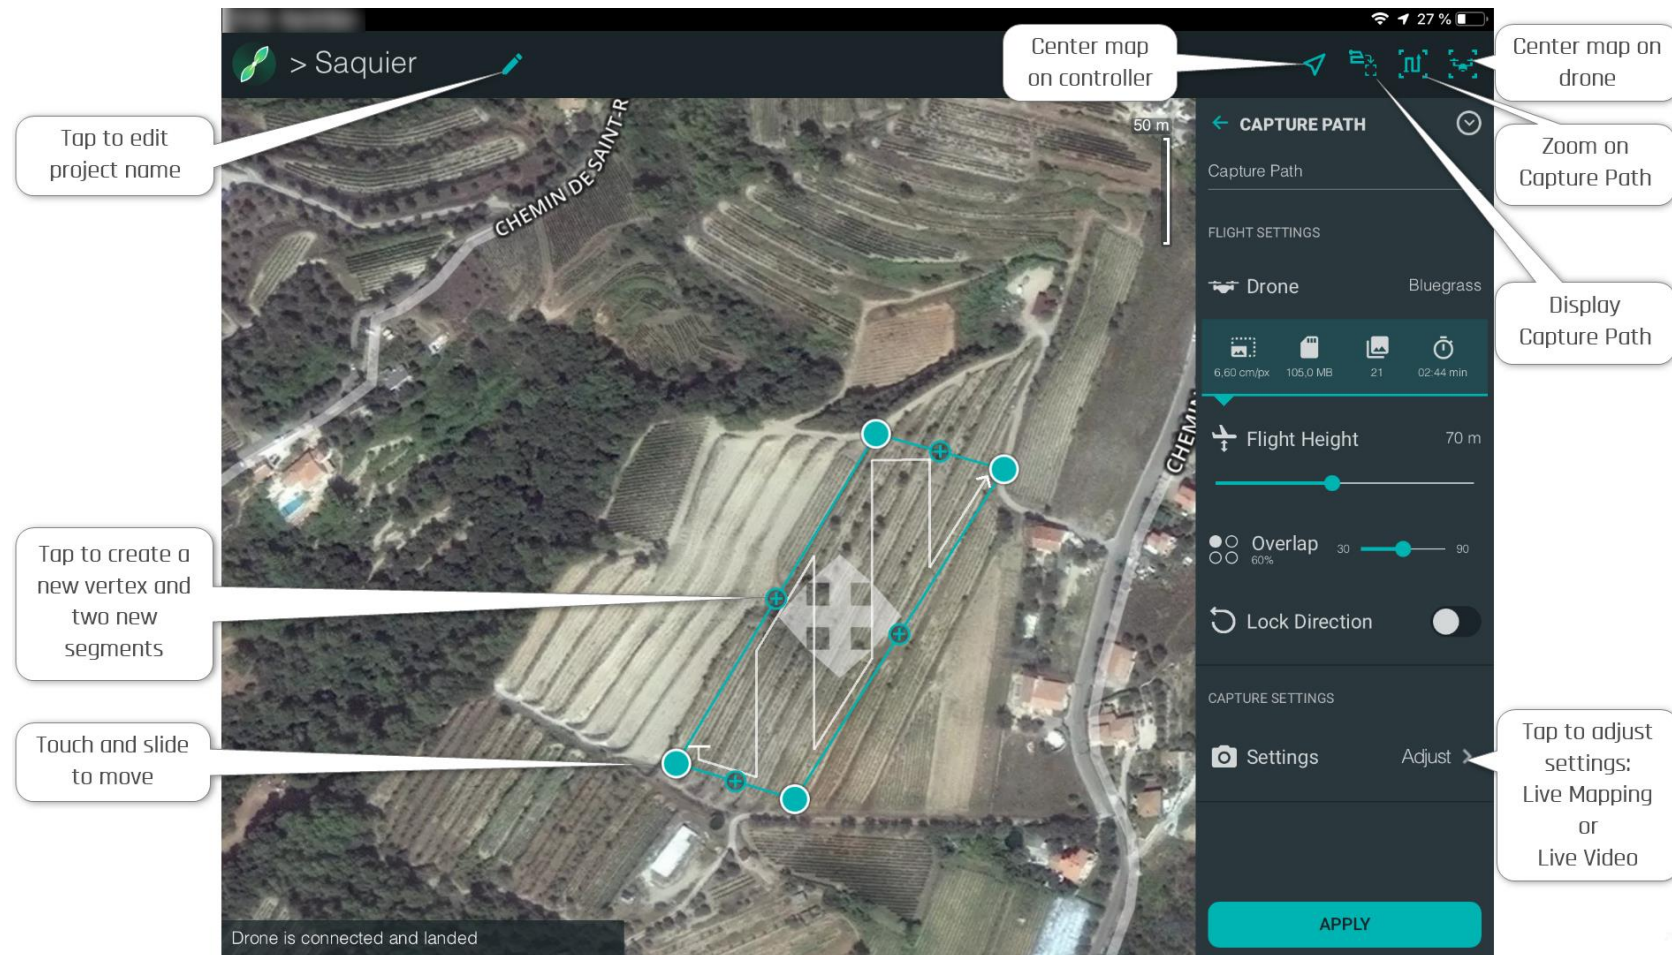 27 %
> Saquier
Center map
on controller
Center map on
drone
Tap to edit
project name
CHEMIN DE SAINT-R
50 m
CAPTURE PATH
Zoom on
Capture Path
Capture Path
FLIGHT SETTINGS
Drone
Bluegrass
Display
Capture Path
6,60 cm/px
105,0 MB
21
02:44 min
CHEMIN
Flight Height
70 m
Overlap
60%
30
90
Tap to create a
new vertex and
two new
segments
Lock Direction
CAPTURE SETTINGS
Touch and slide
to move
Settings
Adjust >
Tap to adjust
settings:
Live Mapping
or
Live Video
APPLY
Drone is connected and landed